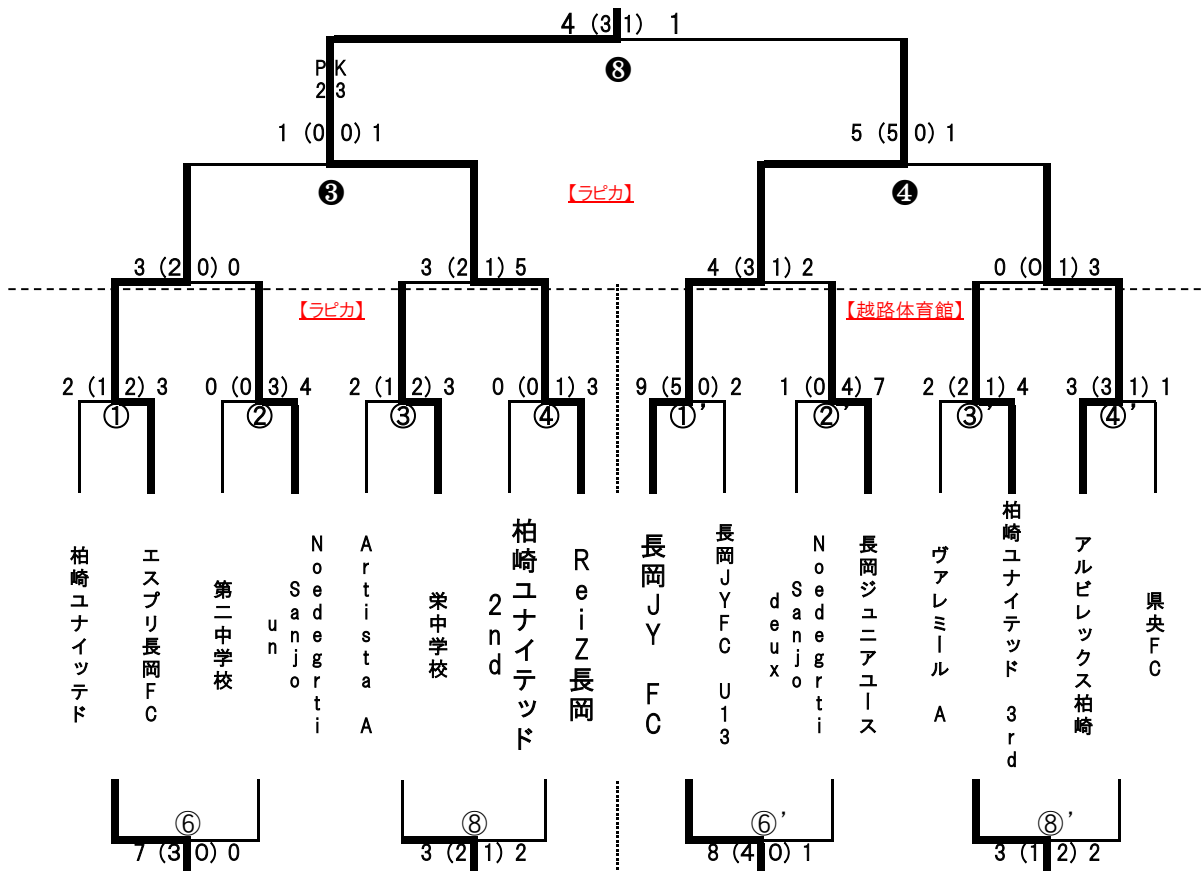 4 (3 1) 1
❽
PK
2 3
1 (0 0) 1
5 (5 0) 1
❸
【ラピカ】
❹
3 (2 0) 0
3 (2 1) 5
4 (3 1) 2
0 (0 1) 3
【ラピカ】
【越路体育館】
2 (1 2) 3
0 (0 3) 4
2 (1 2) 3
0 (0 1) 3
9 (5 0) 2
1 (0 4) 7
2 (2 1) 4
3 (3 1) 1
①
②
③
④
①’
②’
③’
④’
柏崎ユナイッテド
エスプリ長岡FC
第二中学校
Noedegrti
Sanjo
un
Artista A
栄中学校
柏崎ユナイテッド
2nd
ReiZ長岡
長岡JY FC
長岡JYFC U13
Noedegrti
Sanjo
deux
長岡ジュニアユース
ヴァレミール A
柏崎ユナイテッド 3rd
アルビレックス柏崎
県央FC
⑥
⑧
⑥’
⑧’
7 (3 0) 0
3 (2 1) 2
8 (4 0) 1
3 (1 2) 2